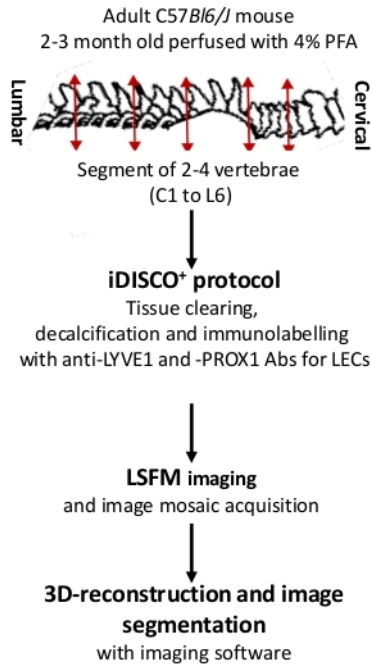 Adult C57Bl6/J mouse
2-3 month old perfused with 4% PFA
Lumbar
Cervical
Segment of 2-4 vertebrae
(C1 to L6)
iDISCO+ protocol
Tissue clearing,
decalcification and immunolabelling
with anti-LYVE1 and -PROX1 Abs for LECs
LSFM imaging
and image mosaic acquisition
3D-reconstruction and image
segmentation
with imaging software